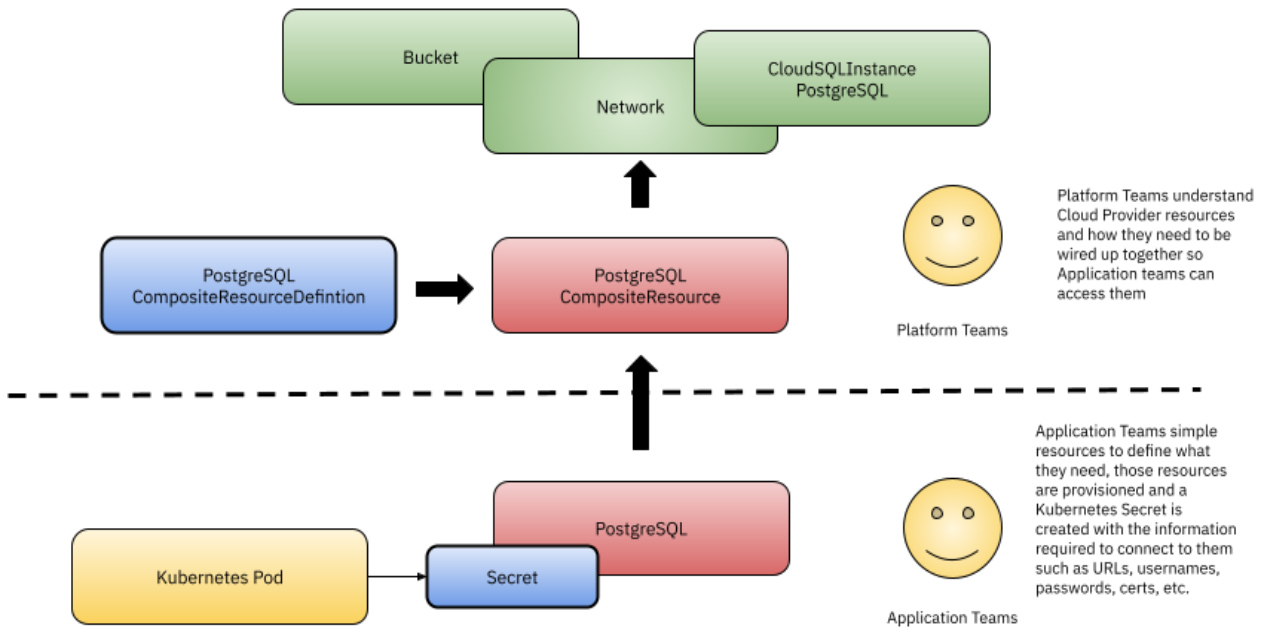 Bucket
Network
CloudSQLInstance
PostgreSQL
PostgreSQL
CompositeResourceDefintion
PostgreSQL
CompositeResource
Platform Teams understand
Cloud Provider resources
and how they need to be
wired up together so
Application teams can
access them
Platform Teams
Kubernetes Pod
Secret
PostgreSQL
Application Teams simple
resources to define what
they need, those resources
are provisioned and a
Kubernetes Secret is
created with the information
required to connect to them
such as URLs, usernames,
passwords, certs, etc.
Application Teams